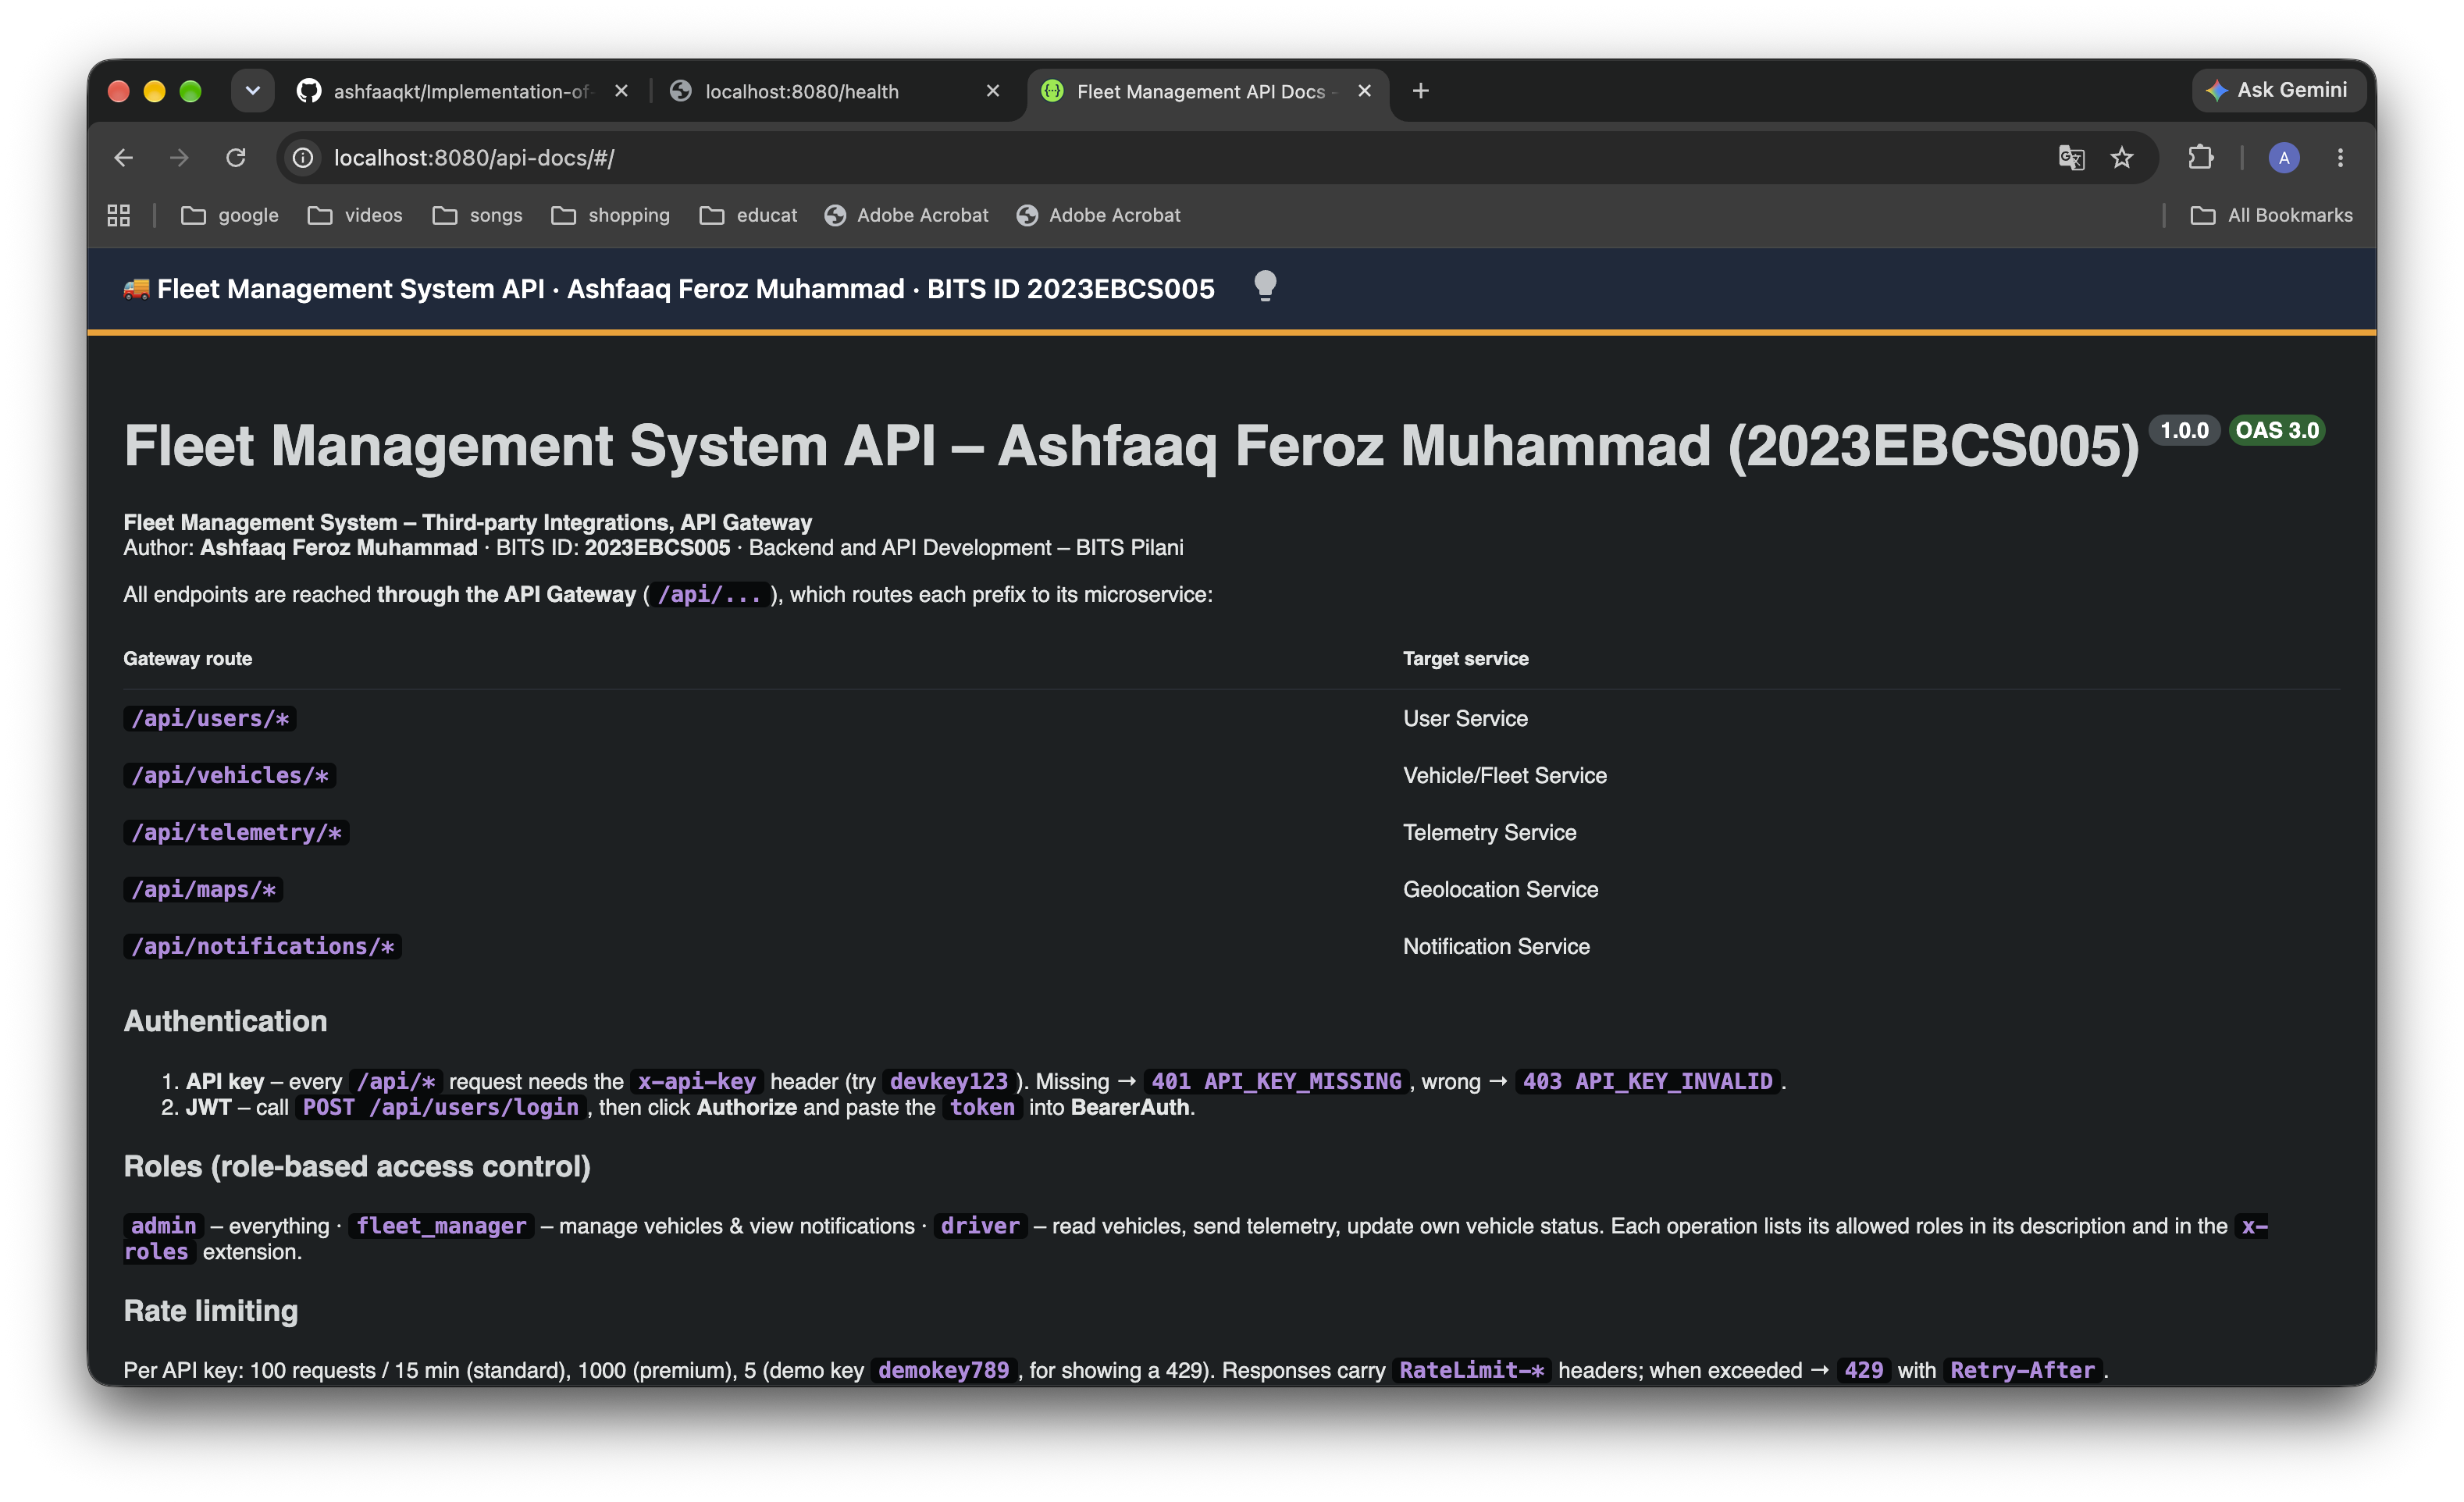 ashfaaqkt/Implementation-of-
localhost:8080/health
Fleet Management API Docs -
Ask Gemini
localhost:8080/api-docs/#/
A
google
videos
songs
shopping
educat
Adobe Acrobat
Adobe Acrobat
All Bookmarks
🚚 Fleet Management System API · Ashfaaq Feroz Muhammad · BITS ID 2023EBCS005
Fleet Management System API – Ashfaaq Feroz Muhammad (2023EBCS005) 1.0.0 OAS 3.0
Fleet Management System – Third-party Integrations, API Gateway
Author: Ashfaaq Feroz Muhammad · BITS ID: 2023EBCS005 · Backend and API Development – BITS Pilani
All endpoints are reached through the API Gateway ( /api/... ), which routes each prefix to its microservice:
Gateway route Target service
/api/users/* User Service
/api/vehicles/* Vehicle/Fleet Service
/api/telemetry/* Telemetry Service
/api/maps/* Geolocation Service
/api/notifications/* Notification Service
Authentication
1. API key – every /api/* request needs the x-api-key header (try devkey123 ). Missing → 401 API_KEY_MISSING , wrong → 403 API_KEY_INVALID .
2. JWT – call POST /api/users/login , then click Authorize and paste the token into BearerAuth.
Roles (role-based access control)
admin – everything · fleet_manager – manage vehicles & view notifications · driver – read vehicles, send telemetry, update own vehicle status. Each operation lists its allowed roles in its description and in the x-
roles extension.
Rate limiting
Per API key: 100 requests / 15 min (standard), 1000 (premium), 5 (demo key demokey789 , for showing a 429). Responses carry RateLimit-* headers; when exceeded → 429 with Retry-After .